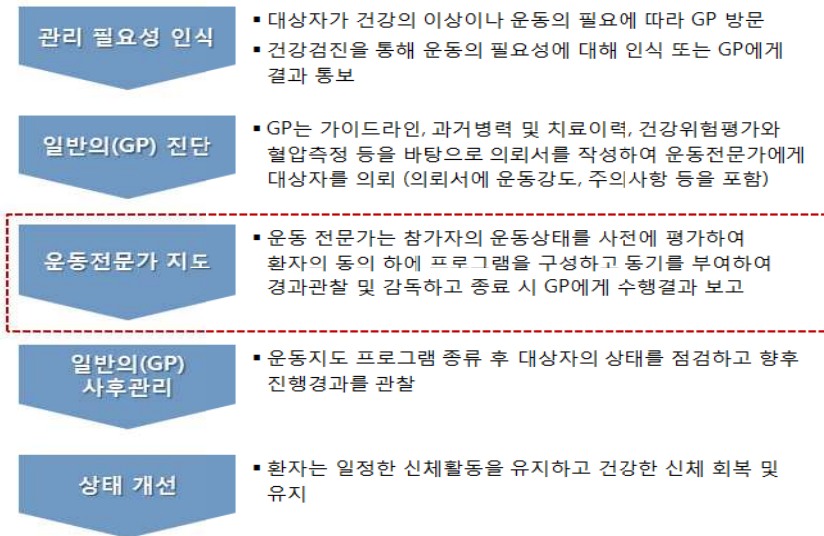 관리 필요성 인식
▪ 대상자가 건강의 이상이나 운동의 필요에 따라 GP 방문
▪ 건강검진을 통해 운동의 필요성에 대해 인식 또는 GP에게
결과 통보
일반의(GP) 진단
▪ GP는 가이드라인, 과거병력 및 치료이력, 건강위험평가와
혈압측정 등을 바탕으로 의뢰서를 작성하여 운동전문가에게
대상자를 의뢰 (의뢰서에 운동강도, 주의사항 등을 포함)
운동전문가 지도
▪ 운동 전문가는 참가자의 운동상태를 사전에 평가하여
환자의 동의 하에 프로그램을 구성하고 동기를 부여하여
경과관찰 및 감독하고 종료 시 GP에게 수행결과 보고
일반의(GP)
사후관리
▪ 운동지도 프로그램 종류 후 대상자의 상태를 점검하고 향후
진행경과를 관찰
상태 개선
▪ 환자는 일정한 신체활동을 유지하고 건강한 신체 회복 및
유지